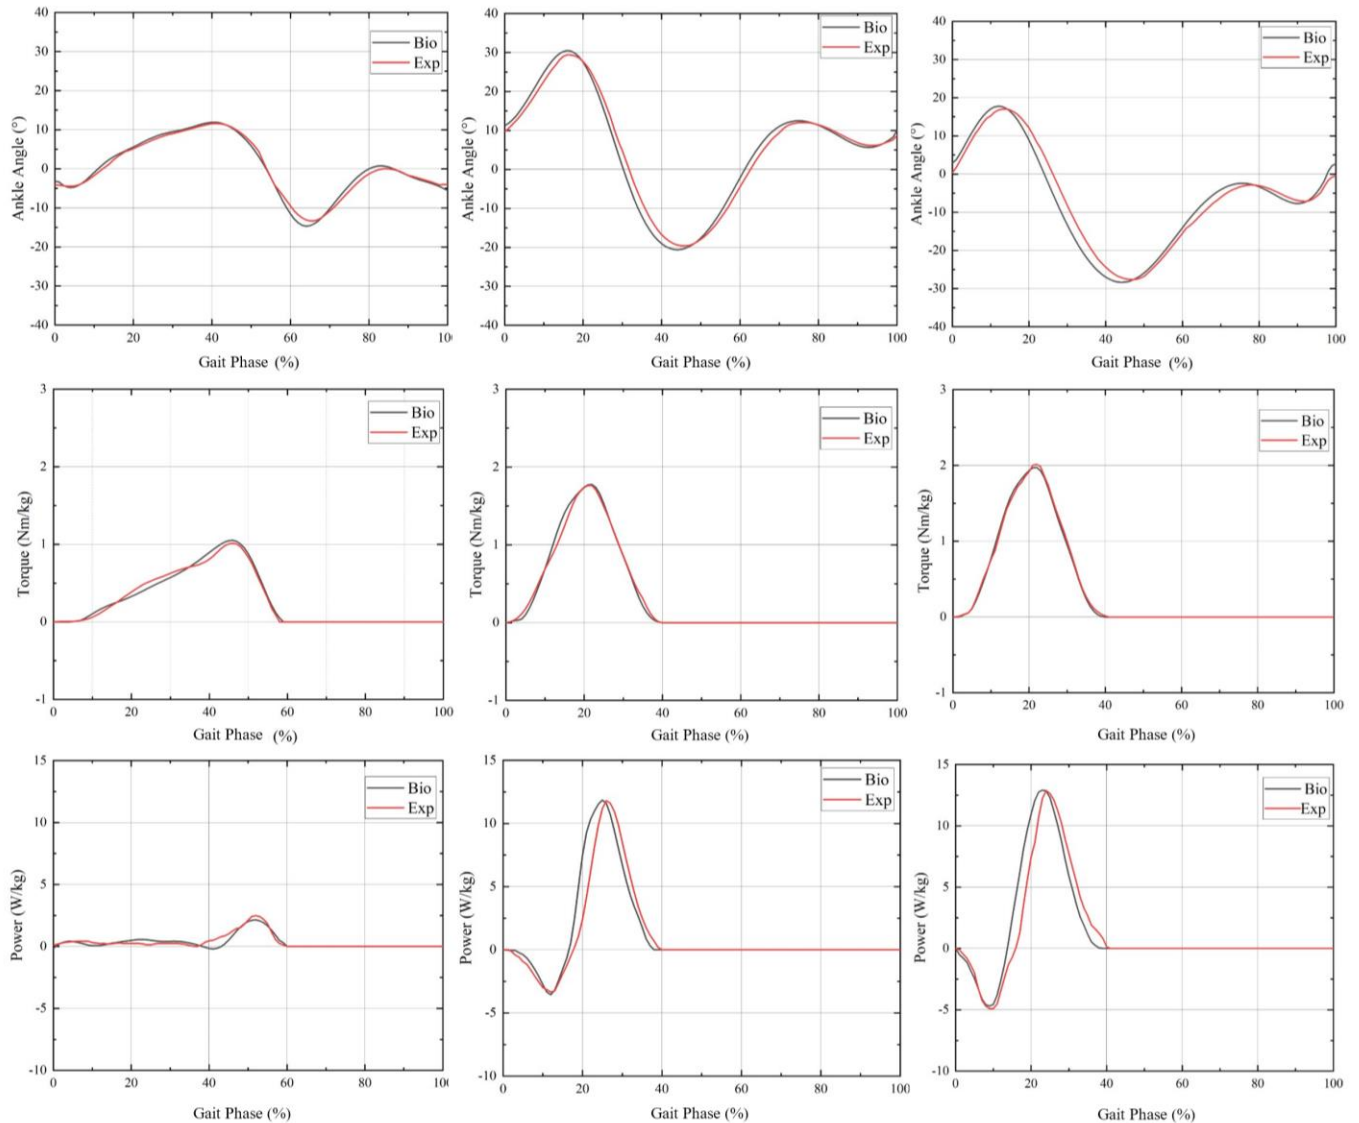 40
30
20
10
0
-10
-20
-30
-40
Ankle Angle (°)
Bio
Exp
0 20 40 60 80 100
Gait Phase (%)
40
30
20
10
0
-10
-20
-30
-40
Ankle Angle (°)
Bio
Exp
0 20 40 60 80 100
Gait Phase (%)
40
30
20
10
0
-10
-20
-30
-40
Ankle Angle (°)
Bio
Exp
0 20 40 60 80 100
Gait Phase (%)
3
2
1
0
-1
Torque (Nm/kg)
Bio
Exp
0 20 40 60 80 100
Gait Phase (%)
3
2
1
0
-1
Torque (Nm/kg)
Bio
Exp
0 20 40 60 80 100
Gait Phase (%)
3
2
1
0
-1
Torque (Nm/kg)
Bio
Exp
0 20 40 60 80 100
Gait Phase (%)
15
10
5
0
-5
-10
Power (W/kg)
Bio
Exp
0 20 40 60 80 100
Gait Phase (%)
15
10
5
0
-5
-10
Power (W/kg)
Bio
Exp
0 20 40 60 80 100
Gait Phase (%)
15
10
5
0
-5
-10
Power (W/kg)
Bio
Exp
0 20 40 60 80 100
Gait Phase (%)